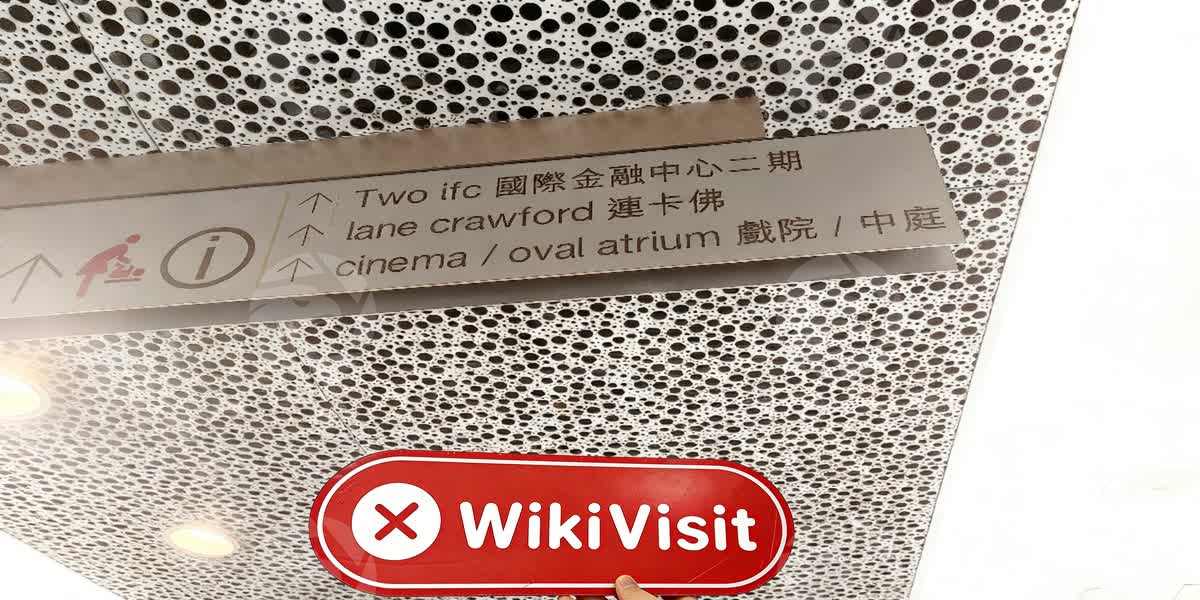 Two ifc 國際金融中心二期
lane crawford 連卡佛
cinema / oval atrium 戲院 / 中庭
WikiVisit